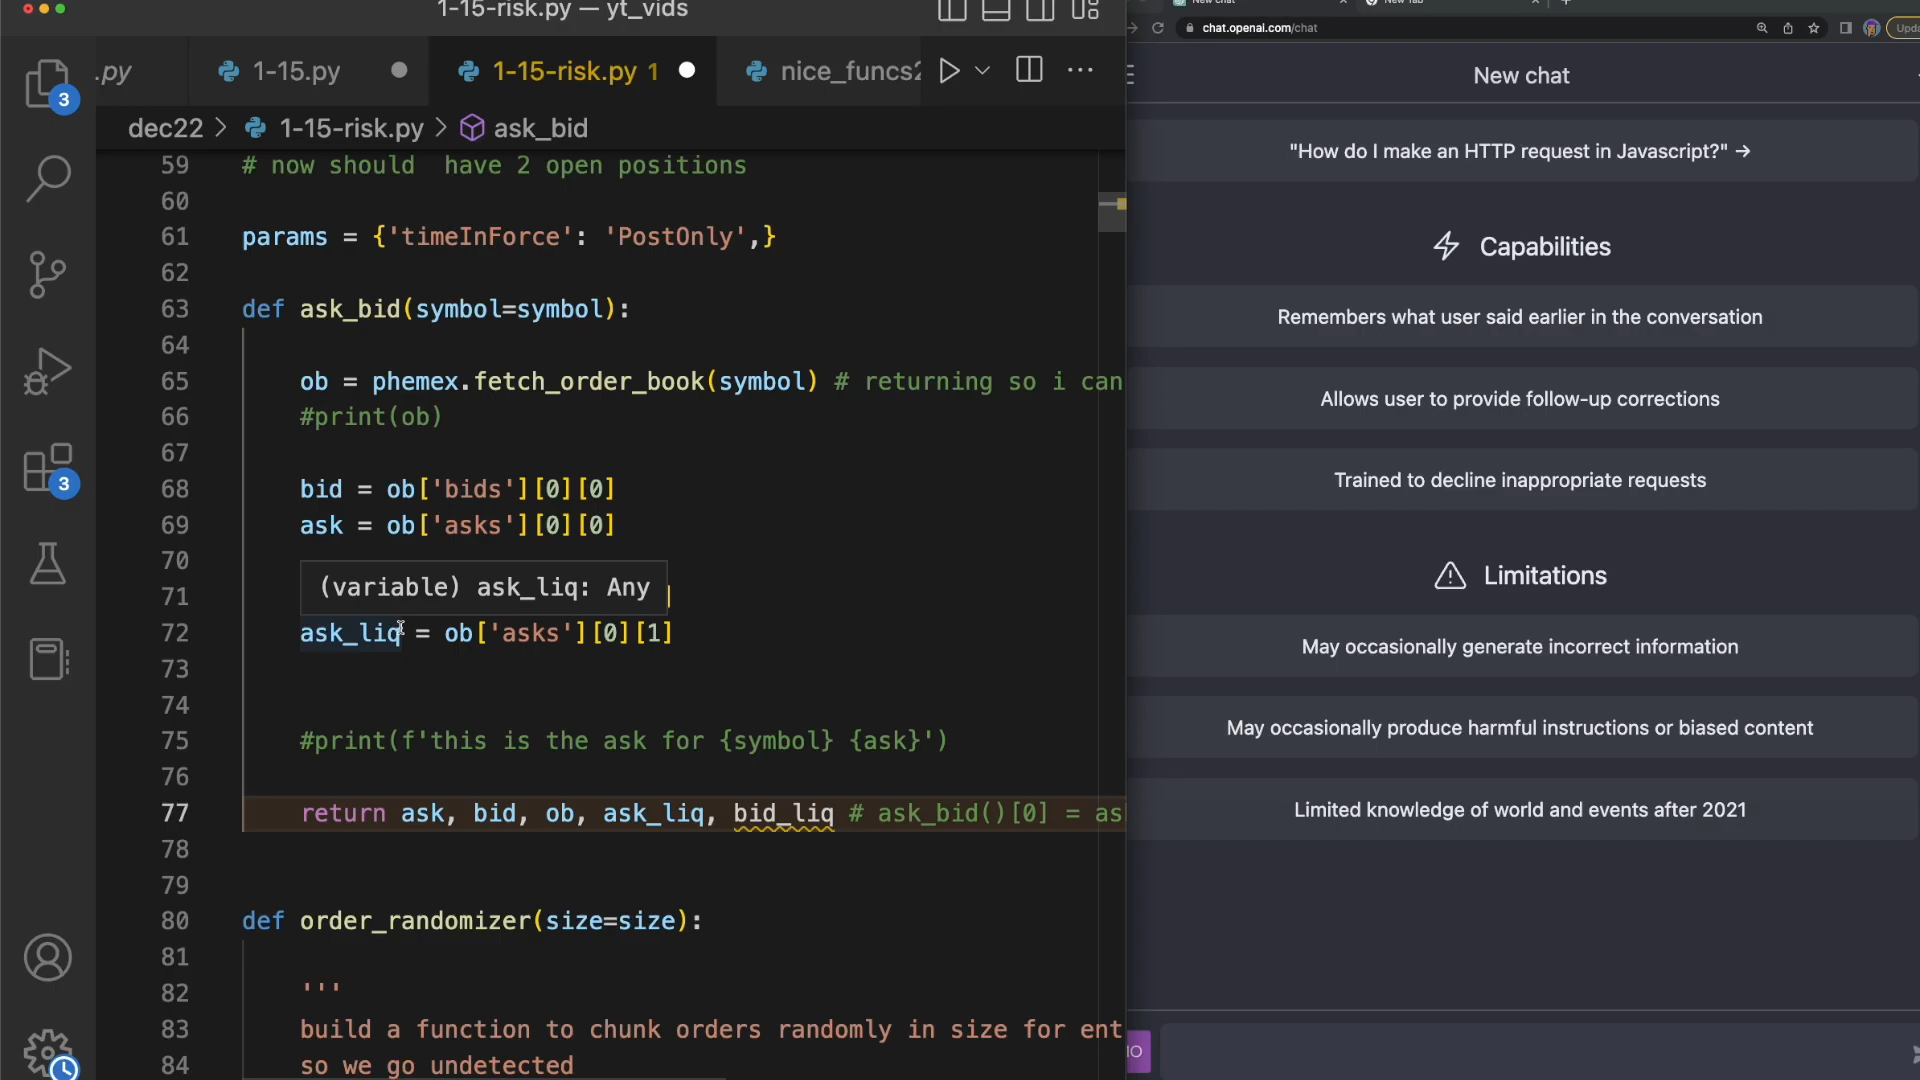 1-15-risk.py — yt_vids
.py
1-15.py
1-15-risk.py 1
nice_funcs2
dec22 > 1-15-risk.py > ask_bid
59 # now should have 2 open positions
60
61 params = {'timeInForce': 'PostOnly',}
62
63 def ask_bid(symbol=symbol):
64
65 ob = phemex.fetch_order_book(symbol) # returning so i can
66 #print(ob)
67
68 bid = ob['bids'][0][0]
69 ask = ob['asks'][0][0]
70
(variable) ask_liq: Any
71
72 ask_liq = ob['asks'][0][1]
73
74
75 #print(f'this is the ask for {symbol} {ask}')
76
77 return ask, bid, ob, ask_liq, bid_liq # ask_bid()[0] = as
78
79
80 def order_randomizer(size=size):
81
82 '''
83 build a function to chunk orders randomly in size for ent
84 so we go undetected
3
3
New chat
New Tab
chat.openai.com/chat
Upda
New chat
"How do I make an HTTP request in Javascript?" →
Capabilities
Remembers what user said earlier in the conversation
Allows user to provide follow-up corrections
Trained to decline inappropriate requests
Limitations
May occasionally generate incorrect information
May occasionally produce harmful instructions or biased content
Limited knowledge of world and events after 2021